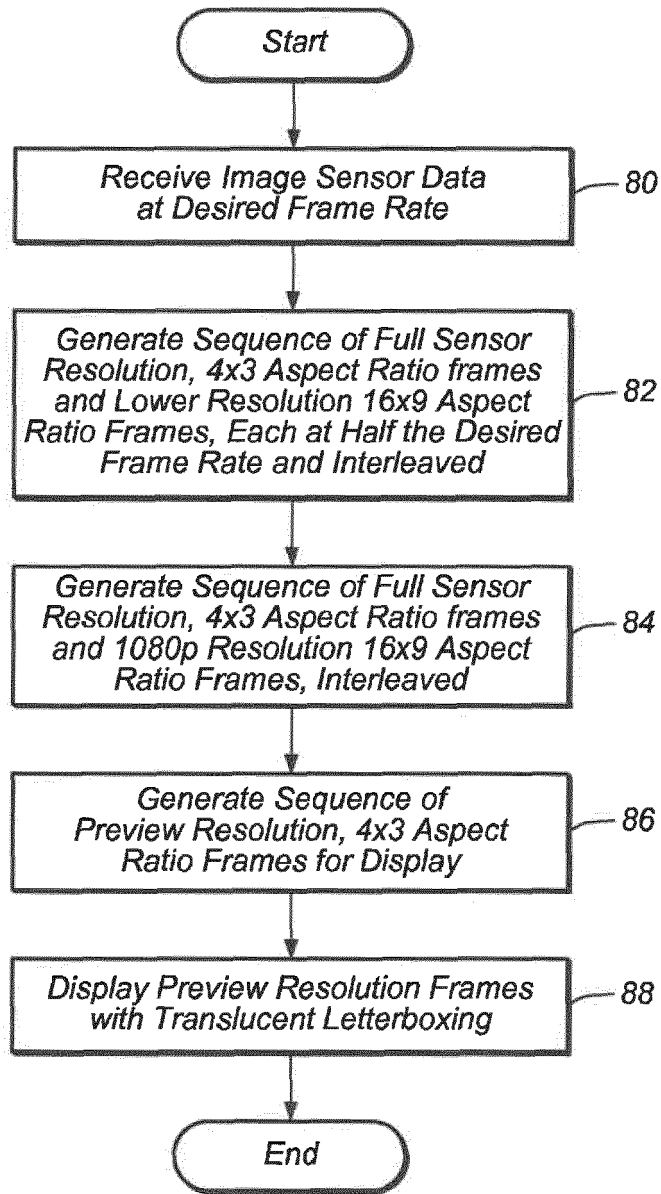 Start
Receive Image Sensor Data
at Desired Frame Rate
80
Generate Sequence of Full Sensor
Resolution, 4x3 Aspect Ratio frames
and Lower Resolution 16x9 Aspect
Ratio Frames, Each at Half the Desired
Frame Rate and Interleaved
82
Generate Sequence of Full Sensor
Resolution, 4x3 Aspect Ratio frames
and 1080p Resolution 16x9 Aspect
Ratio Frames, Interleaved
84
Generate Sequence of
Preview Resolution, 4x3 Aspect
Ratio Frames for Display
86
Display Preview Resolution Frames
with Translucent Letterboxing
88
End